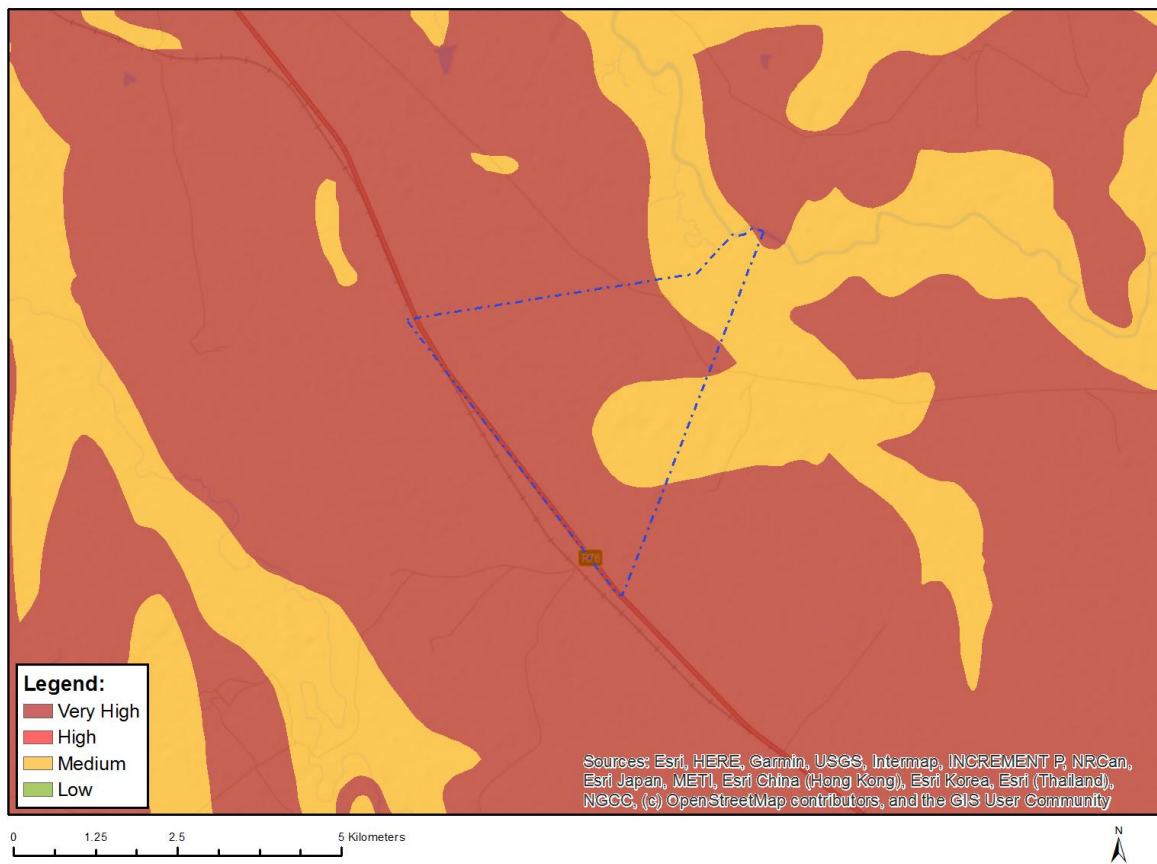 R76
Legend:
Very High
High
Medium
Low
Sources: Esri, HERE, Garmin, USGS, Intermap, INCREMENT P, NRCan,
Esri Japan, METI, Esri China (Hong Kong), Esri Korea, Esri (Thailand),
NGCC, (c) OpenStreetMap contributors, and the GIS User Community
0 1.25 2.5 5 Kilometers
N